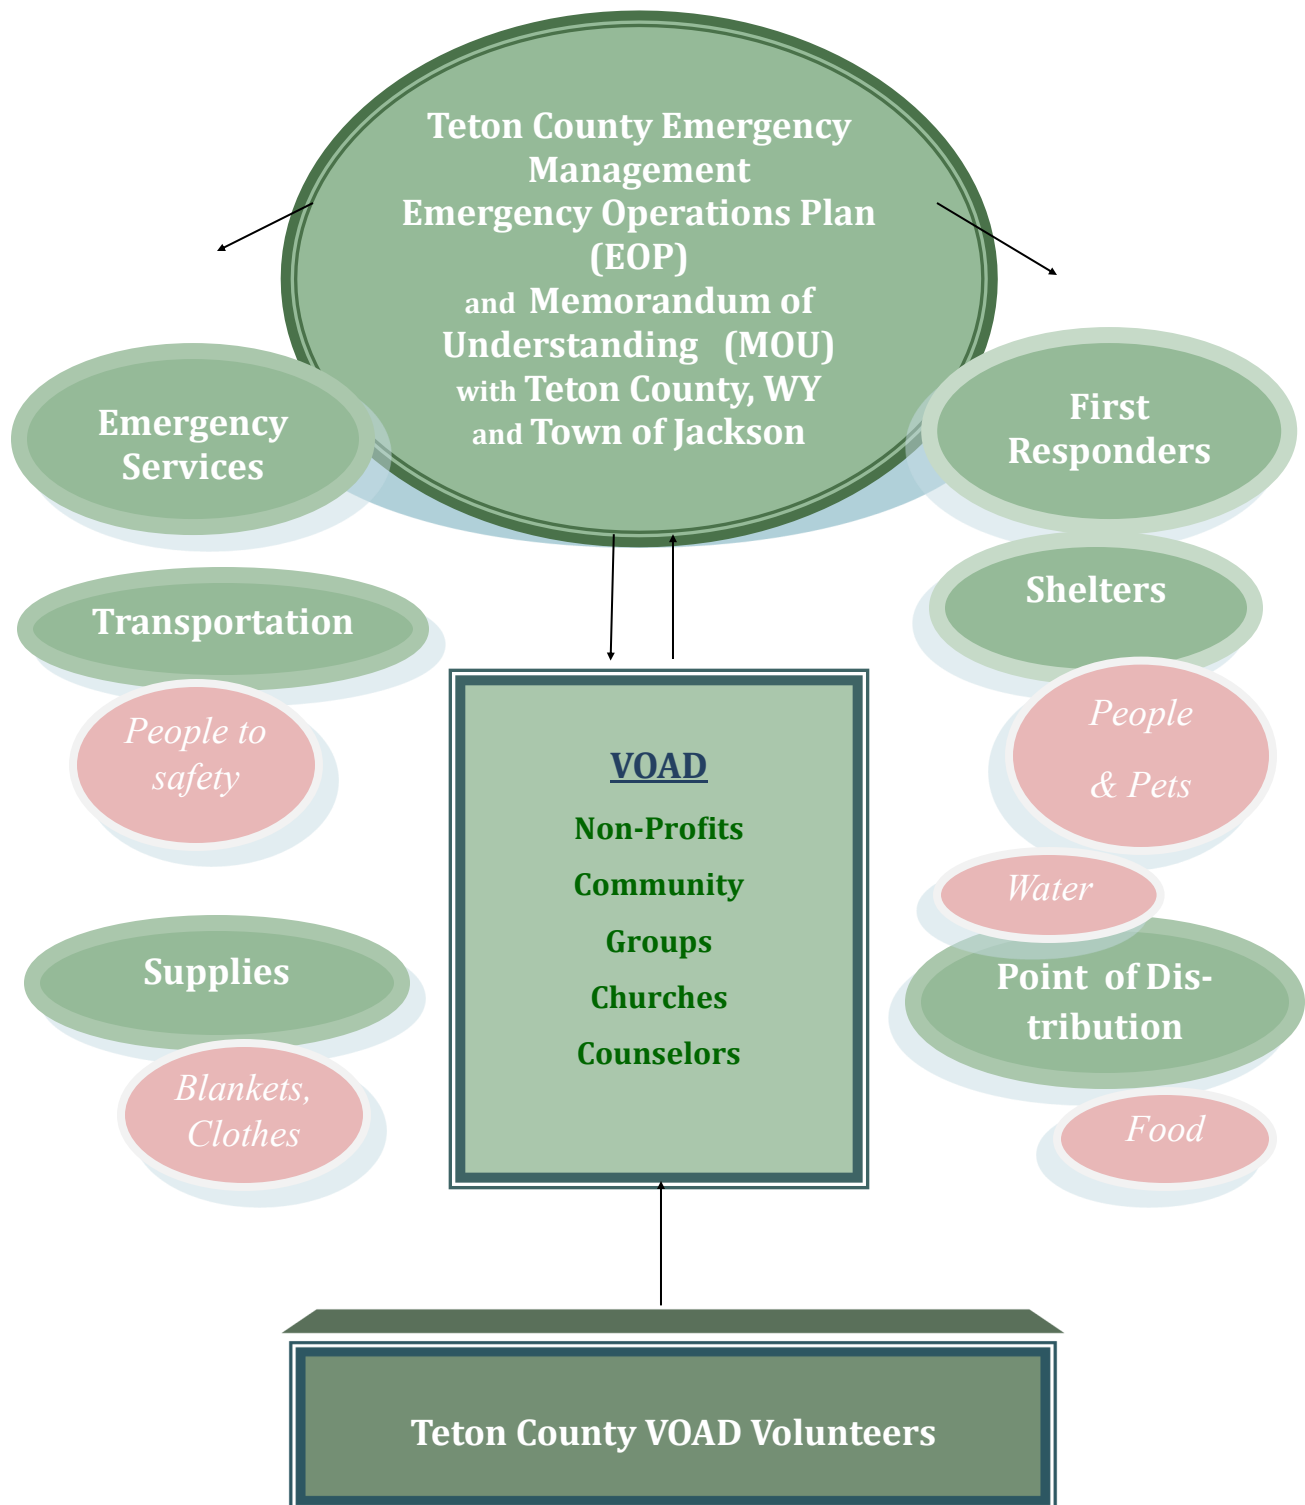 Teton County Emergency
Management
Emergency Operations Plan
(EOP)
and Memorandum of
Understanding (MOU)
with Teton County, WY
and Town of Jackson
Emergency
Services
First
Responders
Transportation
People to
safety
Shelters
People
& Pets
Water
Supplies
Blankets,
Clothes
Point of Dis-
tribution
Food
VOAD
Non-Profits
Community
Groups
Churches
Counselors
Teton County VOAD Volunteers